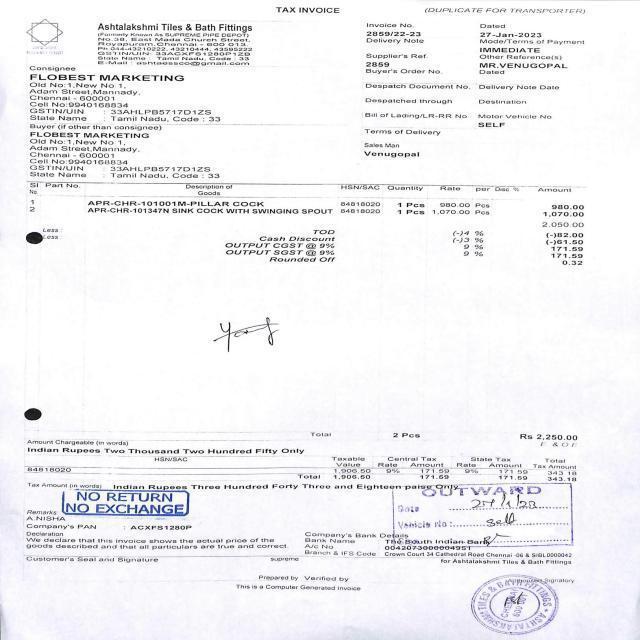 TAX INVOICE
(DUPLICATE FOR TRANSPORTER)
Ashtalakshmi Tiles & Bath Fittings
(Formerly Known As SUPREME PIPE DEPOT)
No.38, East Mada Church Street,
Royapuram,Chennai - 600 013.
State Name : Tamil Nadu, Code : 33
Invoice No. Dated
2859/22-23 27-Jan-2023
Delivery Note Mode/Terms of Payment
IMMEDIATE
Supplier's Ref. Other Reference(s)
2859 MR.VENUGOPAL
Buyer's Order No. Dated
Despatch Document No. Delivery Note Date
Despatched through Destination
Bill of Lading/LR-RR No Motor Vehicle No
SELF
Terms of Delivery
Sales Man
Venugopal
Consignee
FLOBEST MARKETING
Old No:1,New No 1,
Adam Street,Mannady,
Chennai - 600001
Cell No:9940168834
GSTIN/UIN : 33AHLPB5717D1ZS
State Name : Tamil Nadu, Code : 33
Buyer (if other than consignee)
FLOBEST MARKETING
Old No:1,New No 1,
Adam Street,Mannady,
Chennai - 600001
Cell No:9940168834
GSTIN/UIN : 33AHLPB5717D1ZS
State Name : Tamil Nadu, Code : 33
Sl No. Part No. Description of Goods HSN/SAC Quantity Rate per Disc % Amount
1 APR-CHR-101001M-PILLAR COCK 84818020 1 Pcs 980.00 Pcs 980.00
2 APR-CHR-101347N SINK COCK WITH SWINGING SPOUT 84818020 1 Pcs 1,070.00 Pcs 1,070.00
2,050.00
Less : TOD (-)4 % (-)82.00
Less : Cash Discount (-)3 % (-)61.50
OUTPUT CGST @ 9% 9 % 171.59
OUTPUT SGST @ 9% 9 % 171.59
Rounded Off 0.32
Total 2 Pcs Rs 2,250.00
Amount Chargeable (in words) E & O E
Indian Rupees Two Thousand Two Hundred Fifty Only
HSN/SAC Taxable Value Central Tax Rate Amount State Tax Rate Amount Total Tax Amount
84818020 1,906.50 9% 171.59 9% 171.59 343.18
Total 1,906.50 171.59 171.59 343.18
Tax Amount (in words) : Indian Rupees Three Hundred Forty Three and Eighteen paise Only
NO RETURN
NO EXCHANGE
OUTWARD
Date 27/1/23
Vehicle No : Self
Remarks:
A.NISHA
Company's PAN : ACXFS1280P
Declaration
We declare that this invoice shows the actual price of the
goods described and that all particulars are true and correct.
Company's Bank Details
Bank Name : The South Indian Bank
A/c No : 0042073000004951
Branch & IFS Code : Crown Court 34 Cathedral Road Chennai -06 & SIBL0000042
Customer's Seal and Signature
supreme
for Ashtalakshmi Tiles & Bath Fittings
Prepared by Verified by Authorised Signatory
This is a Computer Generated Invoice